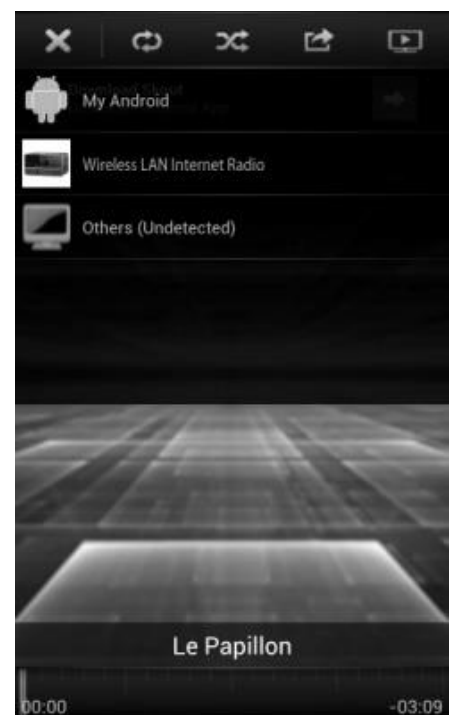 My Android
Wireless LAN Internet Radio
Others (Undetected)
Le Papillon
00:00
-03:09